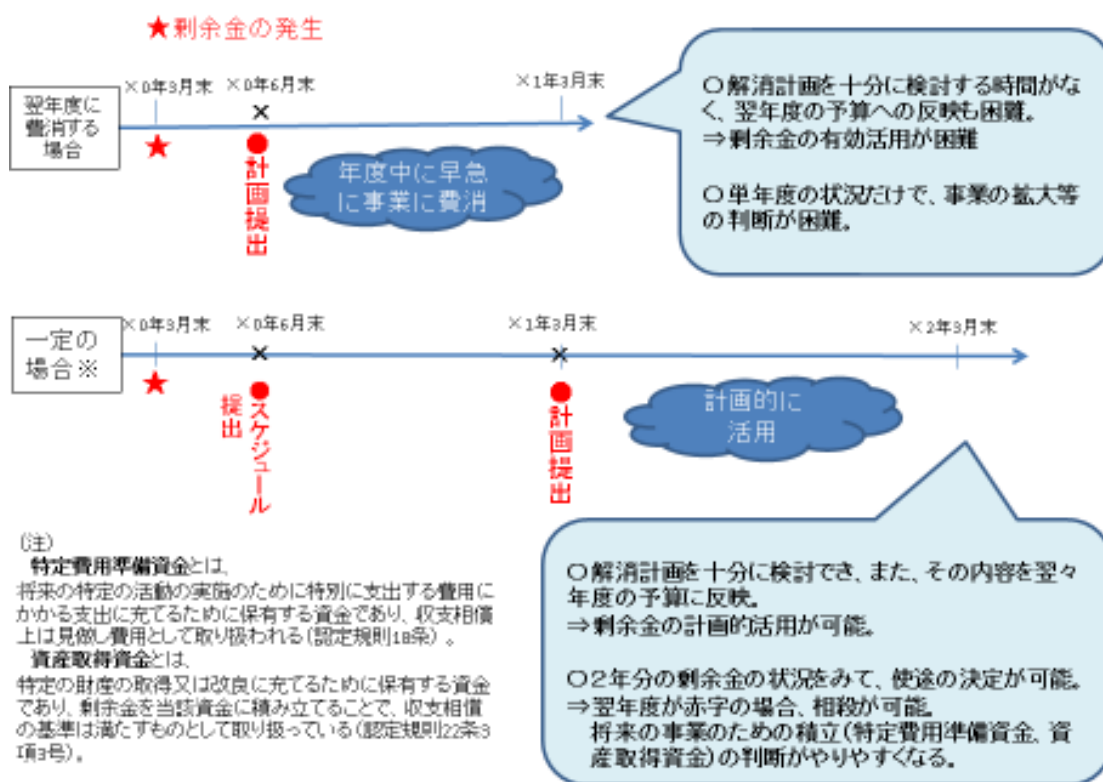 ★剰余金の発生
×0年3月末
×0年6月末
×1年3月末
翌年度に
費消する
場合
×
★
●計画提出
年度中に早急
に事業に費消
○解消計画を十分に検討する時間がな
く、翌年度の予算への反映も困難。
⇒剰余金の有効活用が困難
○単年度の状況だけで、事業の拡大等
の判断が困難。
×0年3月末
×0年6月末
×1年3月末
×2年3月末
一定の
場合※
×
×
★
●スケジュール
提出
●計画提出
計画的に
活用
○解消計画を十分に検討でき、また、その内容を翌々
年度の予算に反映。
⇒剰余金の計画的活用が可能。
○2年分の剰余金の状況をみて、使途の決定が可能。
⇒翌年度が赤字の場合、相殺が可能。
将来の事業のための積立(特定費用準備資金、資
産取得資金)の判断がやりやすくなる。
(注)
特定費用準備資金とは、
将来の特定の活動の実施のために特別に支出する費用に
かかる支出に充てるために保有する資金であり、収支相償
上は見做し費用として取り扱われる(認定規則18条)。
資産取得資金とは、
特定の財産の取得又は改良に充てるために保有する資金
であり、剰余金を当該資金に積み立てることで、収支相償
の基準は満たすものとして取り扱っている(認定規則22条3
項3号)。